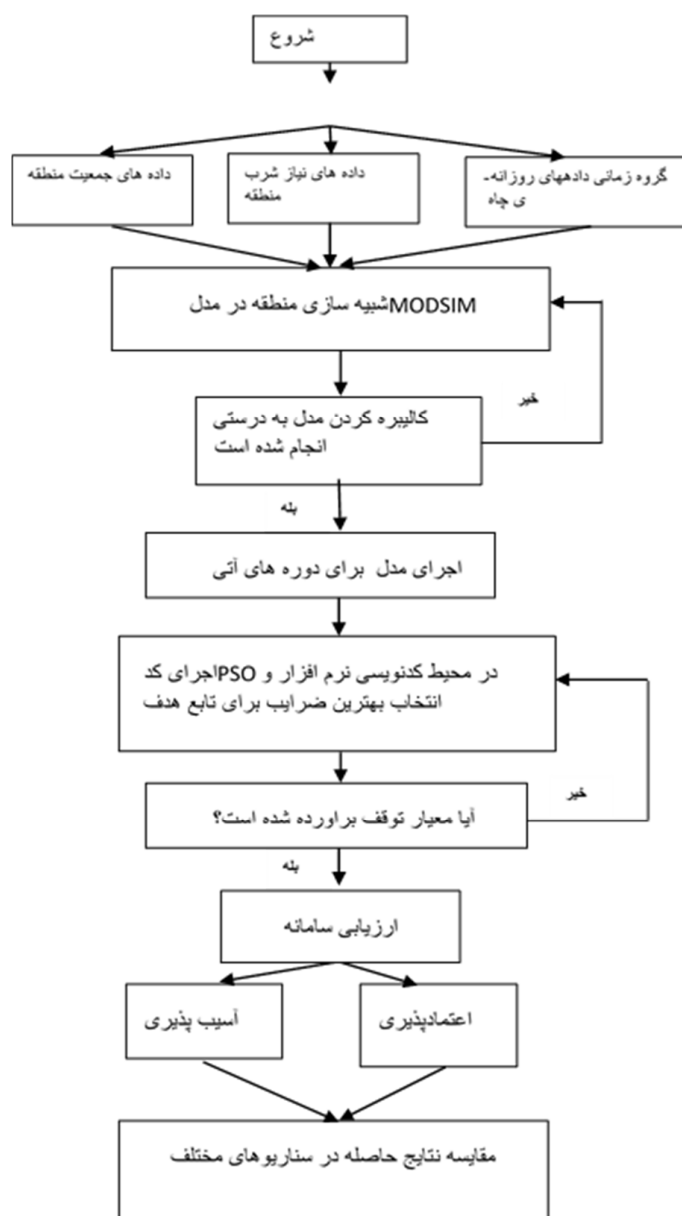 شروع
گروه زمانی دادههای روزانه-
ی چاه
داده های نیاز شرب
منطقه
داده های جمعیت منطقه
MODSIMشبیه سازی منطقه در مدل
خیر
کالیبره کردن مدل به درستی
انجام شده است
بله
اجرای مدل برای دوره های آتی
در محیط کدنویسی نرم افزار و PSOاجرای کد
انتخاب بهترین ضرایب برای تابع هدف
خیر
آیا معیار توقف براورده شده است؟
بله
ارزیابی سامانه
اعتمادپذیری
آسیب پذیری
مقایسه نتایج حاصله در سناریوهای مختلف